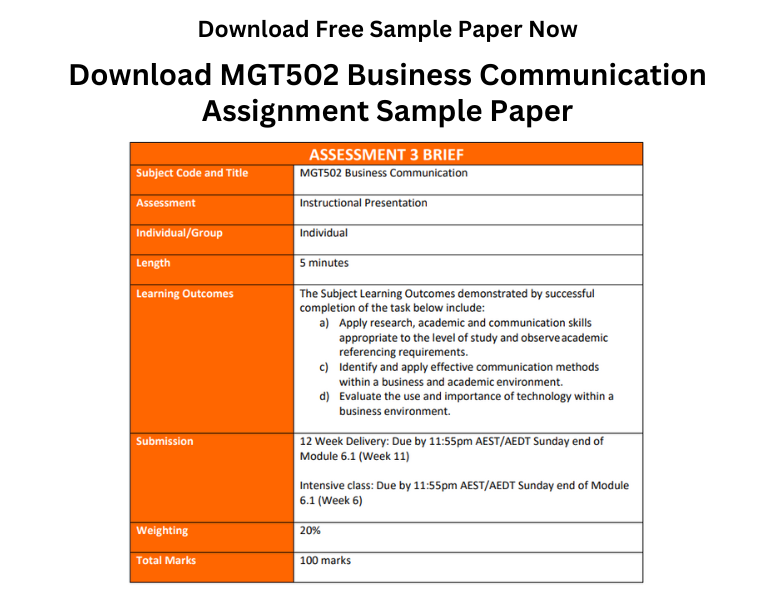 Download Free Sample Paper Now
Download MGT502 Business Communication
Assignment Sample Paper
ASSESSMENT 3 BRIEF
Subject Code and Title
MGT502 Business Communication
Assessment
Instructional Presentation
Individual/Group
Individual
Length
5 minutes
Learning Outcomes
The Subject Learning Outcomes demonstrated by successful
completion of the task below include:
a) Apply research, academic and communication skills
appropriate to the level of study and observe academic
referencing requirements.
c) Identify and apply effective communication methods
within a business and academic environment.
d) Evaluate the use and importance of technology within a
business environment.
Submission
12 Week Delivery: Due by 11:55pm AEST/AEDT Sunday end of
Module 6.1 (Week 11)
Intensive class: Due by 11:55pm AEST/AEDT Sunday end of Module
6.1 (Week 6)
Weighting
20%
Total Marks
100 marks